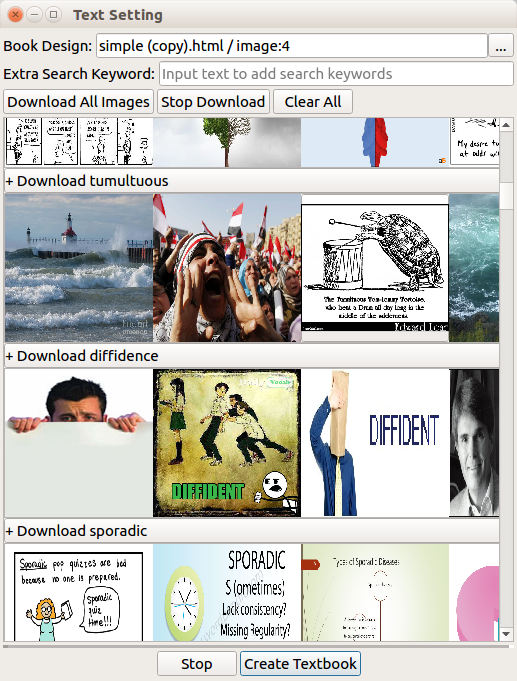 Text Setting
Book Design: simple (copy).html / image:4 ...
Extra Search Keyword: Input text to add search keywords
Download All Images Stop Download Clear All
My desire to
at odds
+ Download tumultuous
The Tumultuous Tom-tommy Tortoise,
who beat a Drum all day long in the
middle of the wilderness.
Edward Lear
+ Download diffidence
Vocab
DIFFIDENT
DIFFIDENT
+ Download sporadic
Sporadic pop quizzes are bad
because no one is prepared.
Sporadic
quiz
time!!!
SPORADIC
S (ometimes)
Lack consistency?
Missing Regularity?
Types of Sporadic Diseases
Stop Create Textbook